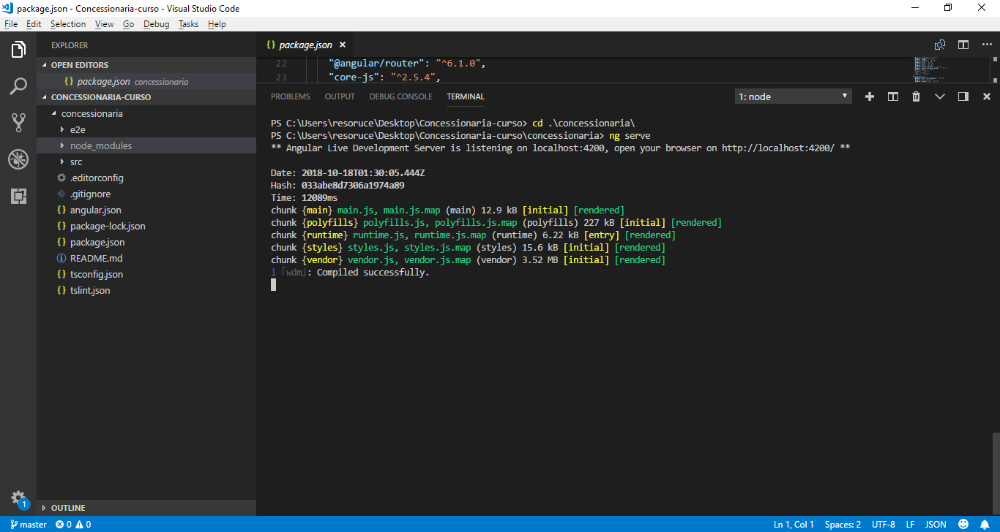 package.json - Concessionaria-curso - Visual Studio Code
File Edit Selection View Go Debug Tasks Help
EXPLORER
OPEN EDITORS
{} package.json concessionaria
CONCESSIONARIA-CURSO
concessionaria
e2e
node_modules
src
.editorconfig
.gitignore
{} angular.json
{} package-lock.json
{} package.json
README.md
{} tsconfig.json
{} tslint.json
OUTLINE
1
{} package.json
22 "@angular/router": "^6.1.0",
23 "core-js": "^2.5.4",
PROBLEMS OUTPUT DEBUG CONSOLE TERMINAL 1: node
PS C:\Users\resoruce\Desktop\Concessionaria-curso> cd .\concessionaria\
PS C:\Users\resoruce\Desktop\Concessionaria-curso\concessionaria> ng serve
** Angular Live Development Server is listening on localhost:4200, open your browser on http://localhost:4200/ **
Date: 2018-10-18T01:30:05.444Z
Hash: 033abe8d7306a1974a89
Time: 12089ms
chunk {main} main.js, main.js.map (main) 12.9 kB [initial] [rendered]
chunk {polyfills} polyfills.js, polyfills.js.map (polyfills) 227 kB [initial] [rendered]
chunk {runtime} runtime.js, runtime.js.map (runtime) 6.22 kB [entry] [rendered]
chunk {styles} styles.js, styles.js.map (styles) 15.6 kB [initial] [rendered]
chunk {vendor} vendor.js, vendor.js.map (vendor) 3.52 MB [initial] [rendered]
i ｢wdm｣: Compiled successfully.
master 0 0 Ln 1, Col 1 Spaces: 2 UTF-8 LF JSON